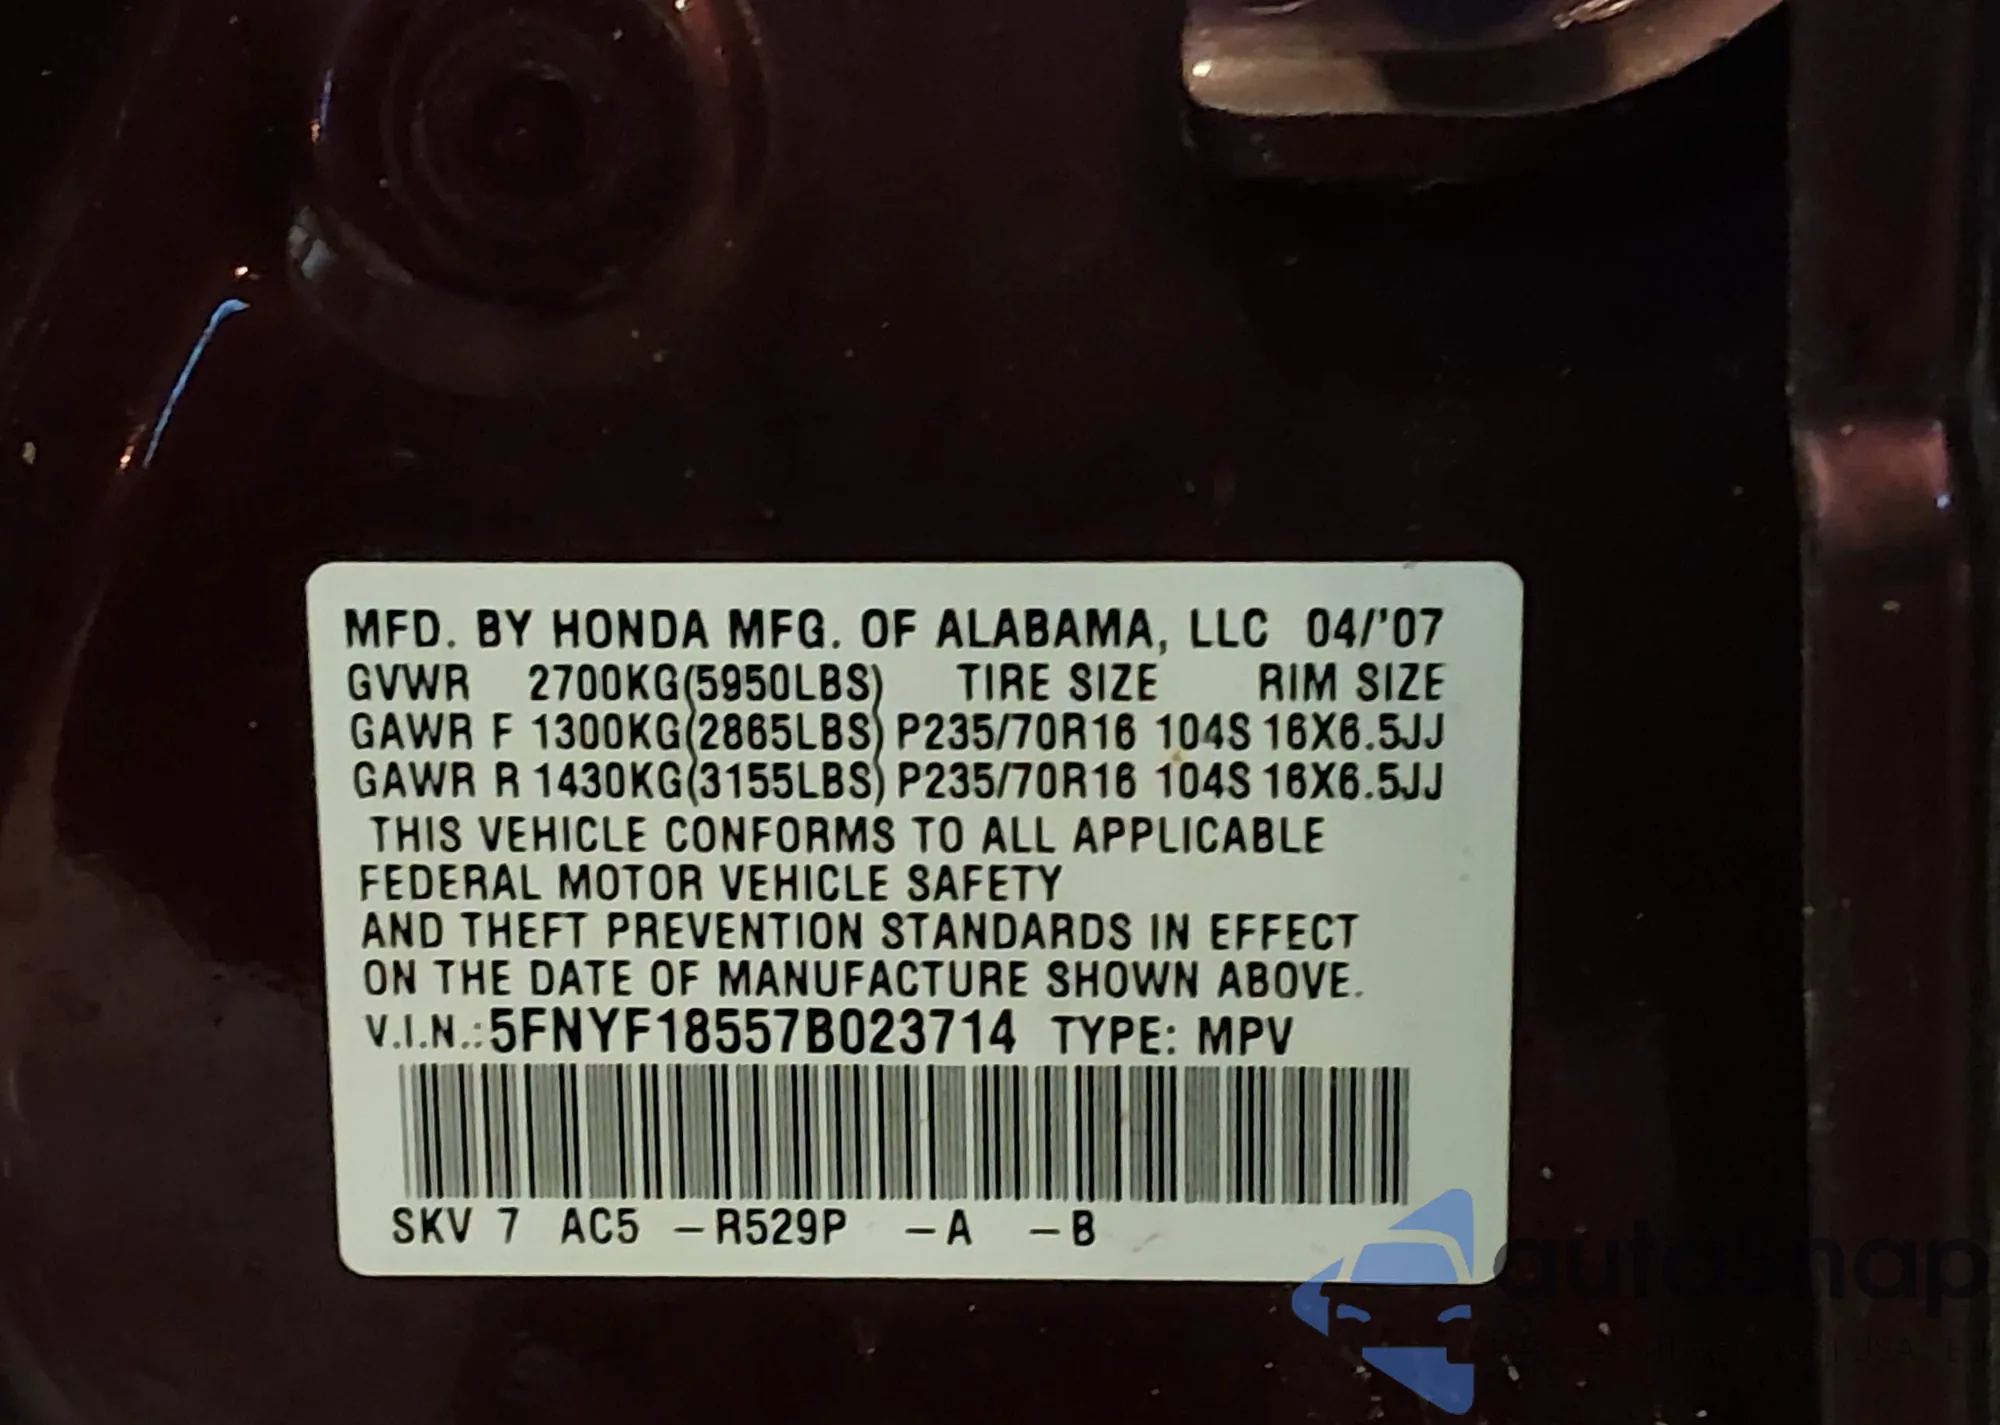 MFD. BY HONDA MFG. OF ALABAMA, LLC 04/'07
GVWR 2700KG(5950LBS) TIRE SIZE RIM SIZE
GAWR F 1300KG(2865LBS) P235/70R16 104S 16X6.5JJ
GAWR R 1430KG(3155LBS) P235/70R16 104S 16X6.5JJ
THIS VEHICLE CONFORMS TO ALL APPLICABLE
FEDERAL MOTOR VEHICLE SAFETY
AND THEFT PREVENTION STANDARDS IN EFFECT
ON THE DATE OF MANUFACTURE SHOWN ABOVE.
V.I.N.:5FNYF18557B023714 TYPE: MPV
SKV 7 AC5 -R529P -A -B
autosnap